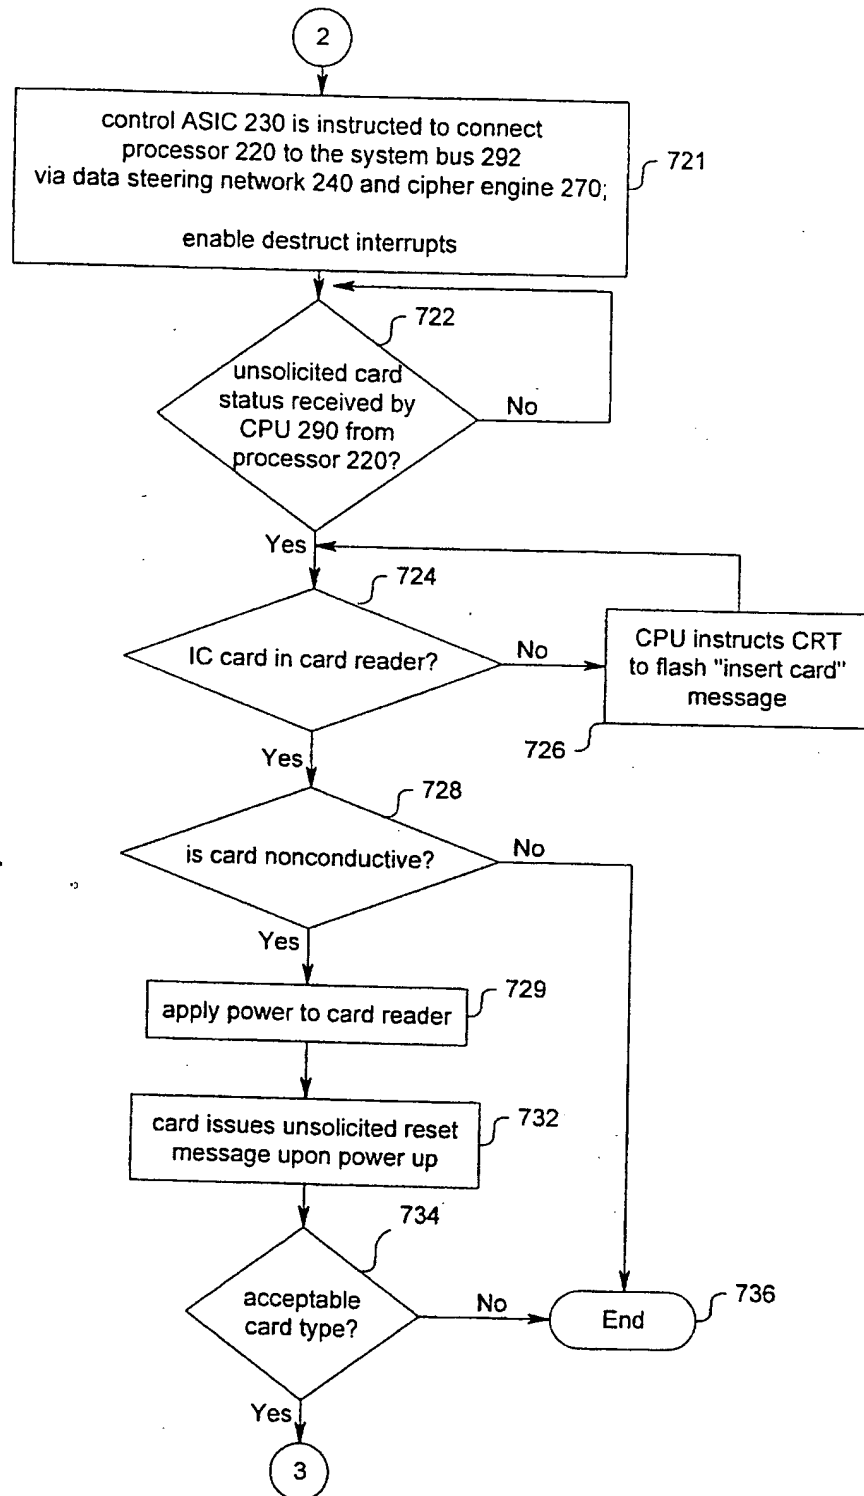 2
control ASIC 230 is instructed to connect
processor 220 to the system bus 292
via data steering network 240 and cipher engine 270;
enable destruct interrupts
721
722
unsolicited card
status received by
CPU 290 from
processor 220?
No
Yes
724
IC card in card reader?
No
CPU instructs CRT
to flash "insert card"
message
726
Yes
728
is card nonconductive?
No
Yes
729
apply power to card reader
732
card issues unsolicited reset
message upon power up
734
acceptable
card type?
No
End
736
Yes
3